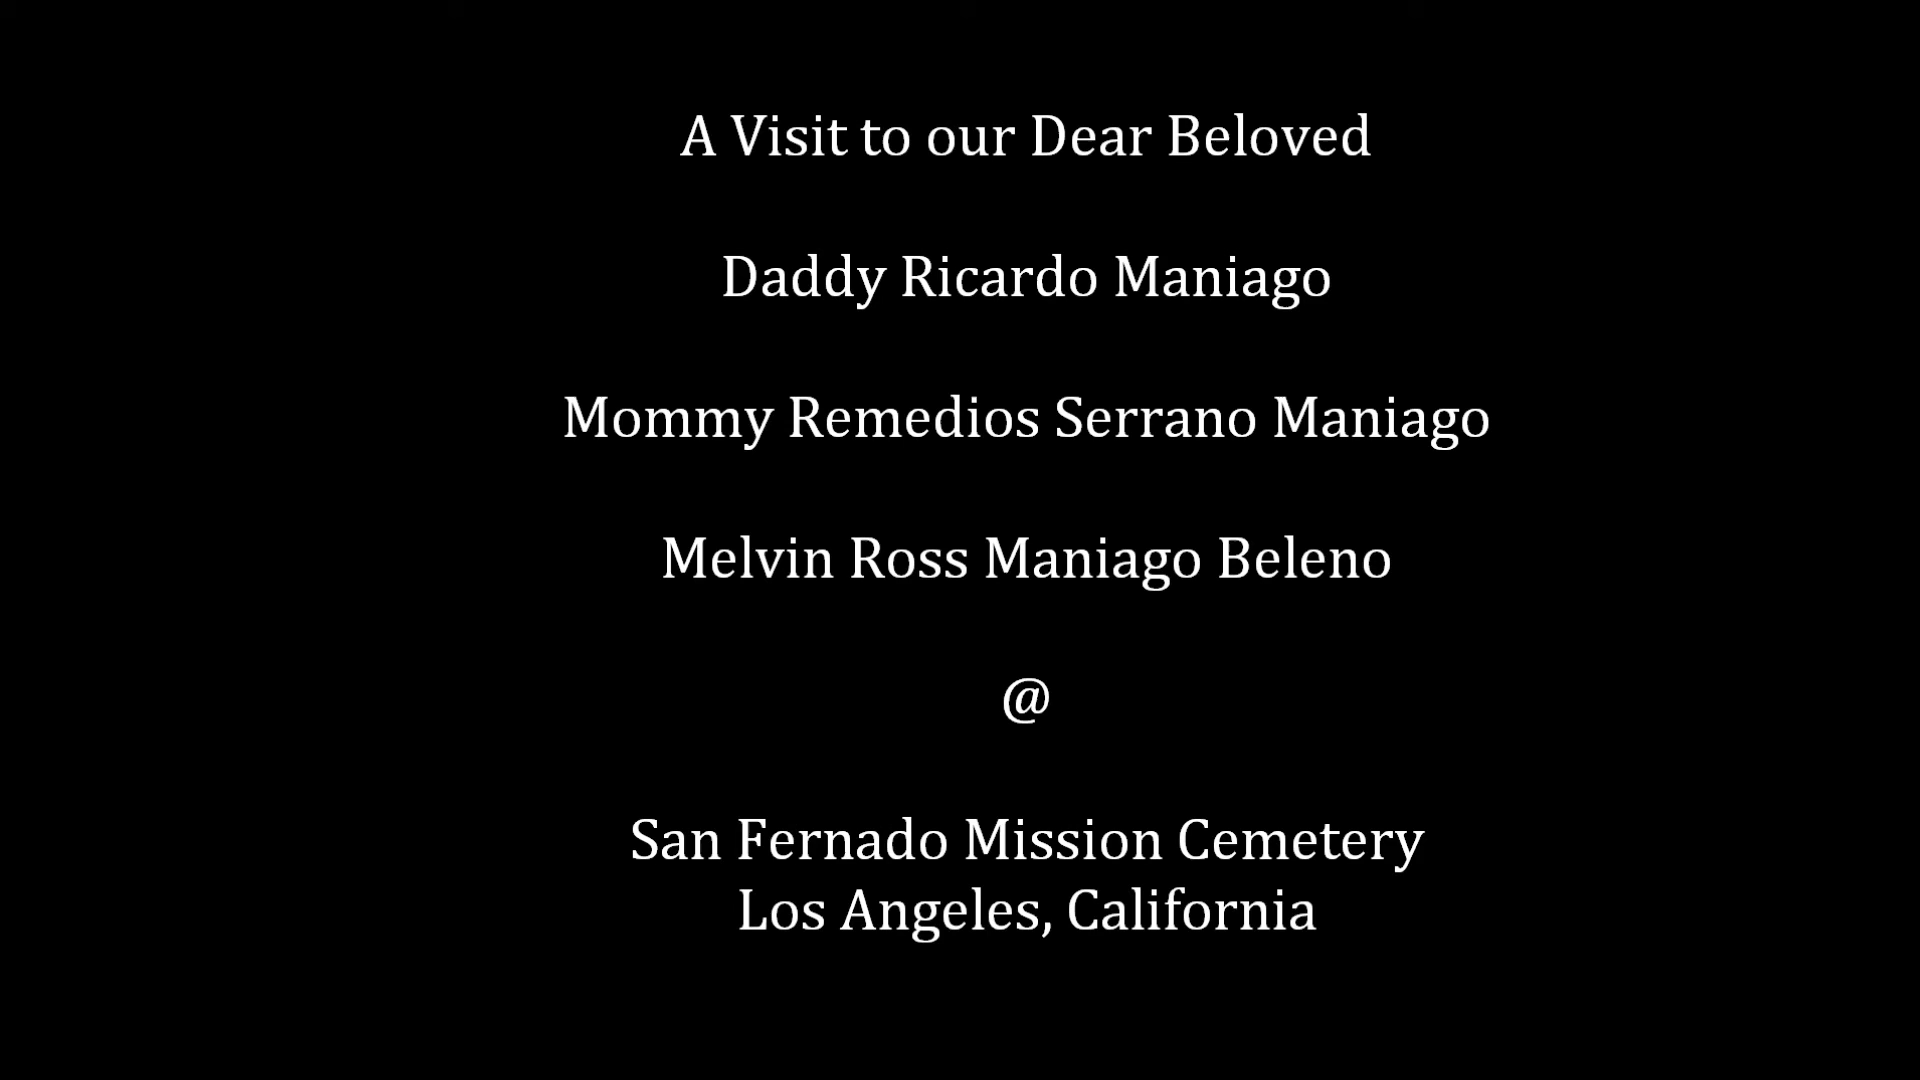 A Visit to our Dear Beloved
Daddy Ricardo Maniago
Mommy Remedios Serrano Maniago
Melvin Ross Maniago Beleno
@
San Fernado Mission Cemetery
Los Angeles, California